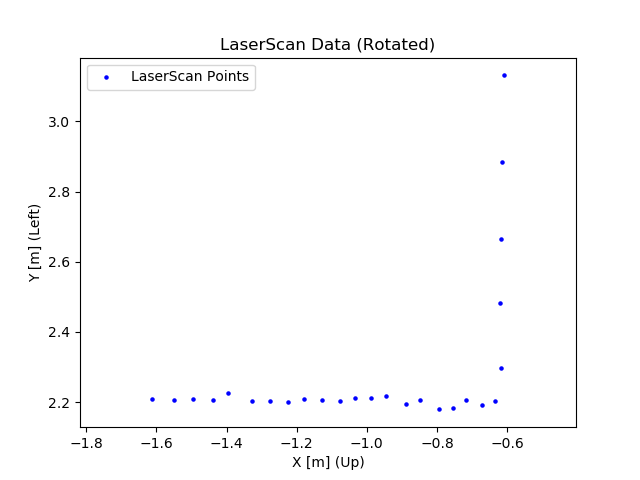 LaserScan Data (Rotated)
LaserScan Points
3.0
2.8
2.6
2.4
2.2
Y [m] (Left)
−1.8 −1.6 −1.4 −1.2 −1.0 −0.8 −0.6
X [m] (Up)